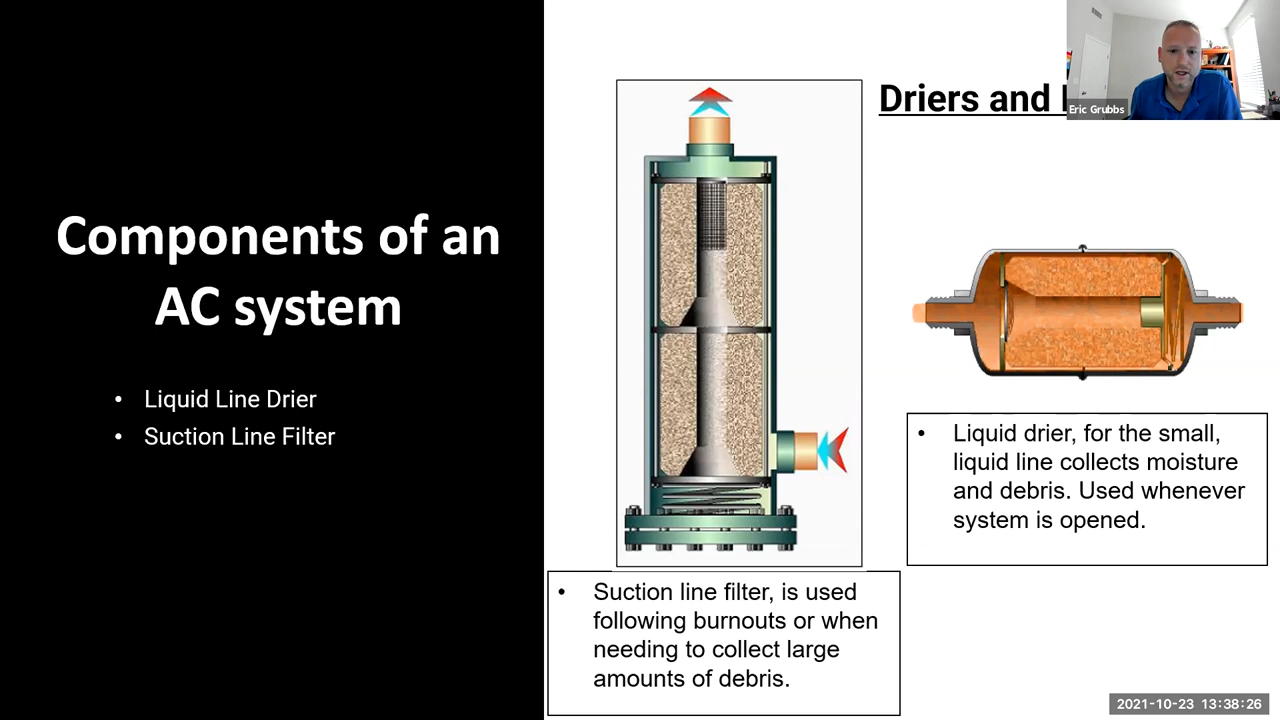 Components of an
AC system
• Liquid Line Drier
• Suction Line Filter
Driers and
Eric Grubbs
• Liquid drier, for the small,
liquid line collects moisture
and debris. Used whenever
system is opened.
• Suction line filter, is used
following burnouts or when
needing to collect large
amounts of debris.
2021-10-23 13:38:26